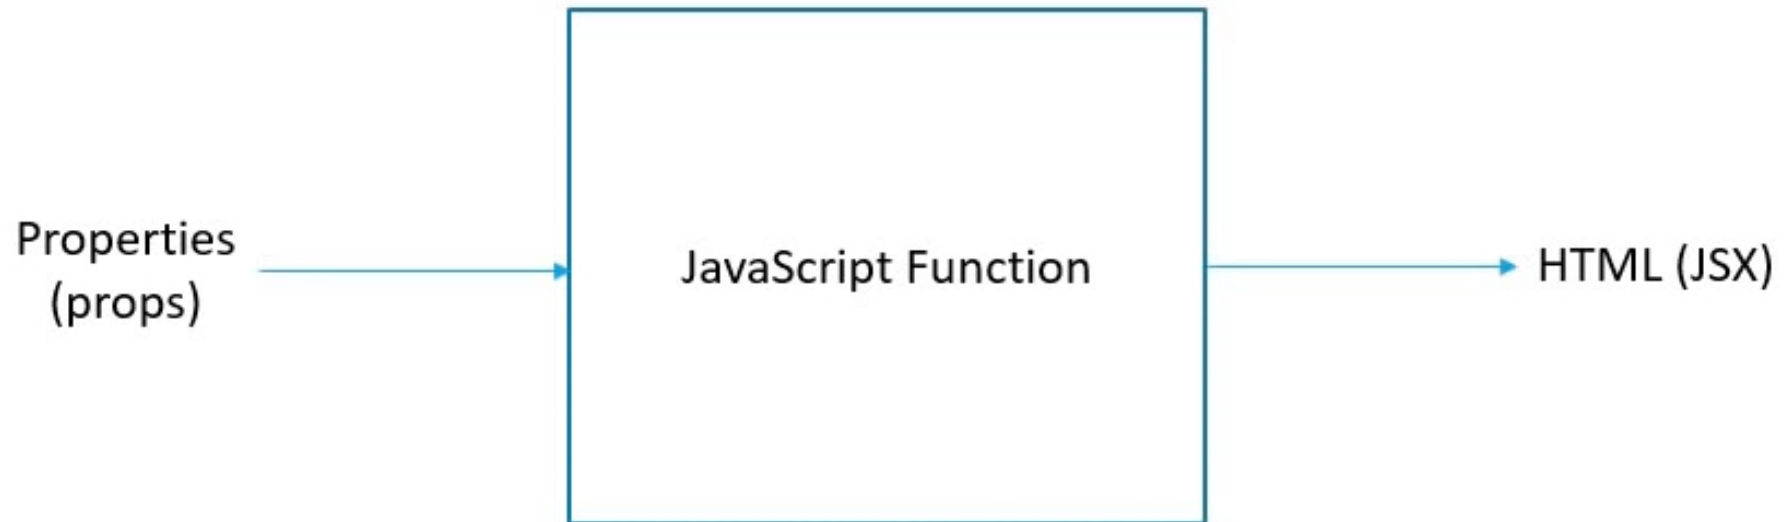 Properties
(props)
JavaScript Function
HTML (JSX)